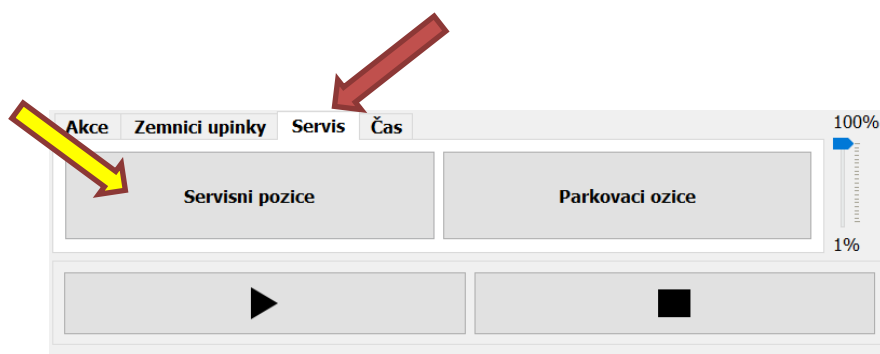 Akce Zemnici upinky Servis Čas
100%
Servisni pozice Parkovaci ozice
1%